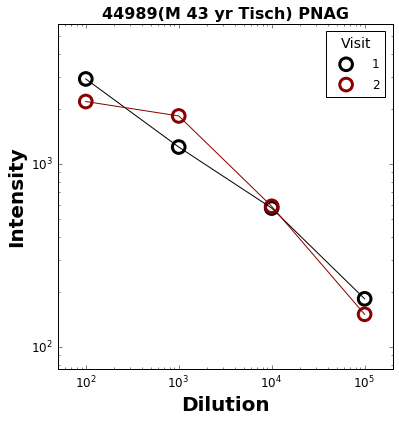 44989(M 43 yr Tisch) PNAG
Visit
1
2
Intensity
10³
10²
10² 10³ 10⁴ 10⁵
Dilution